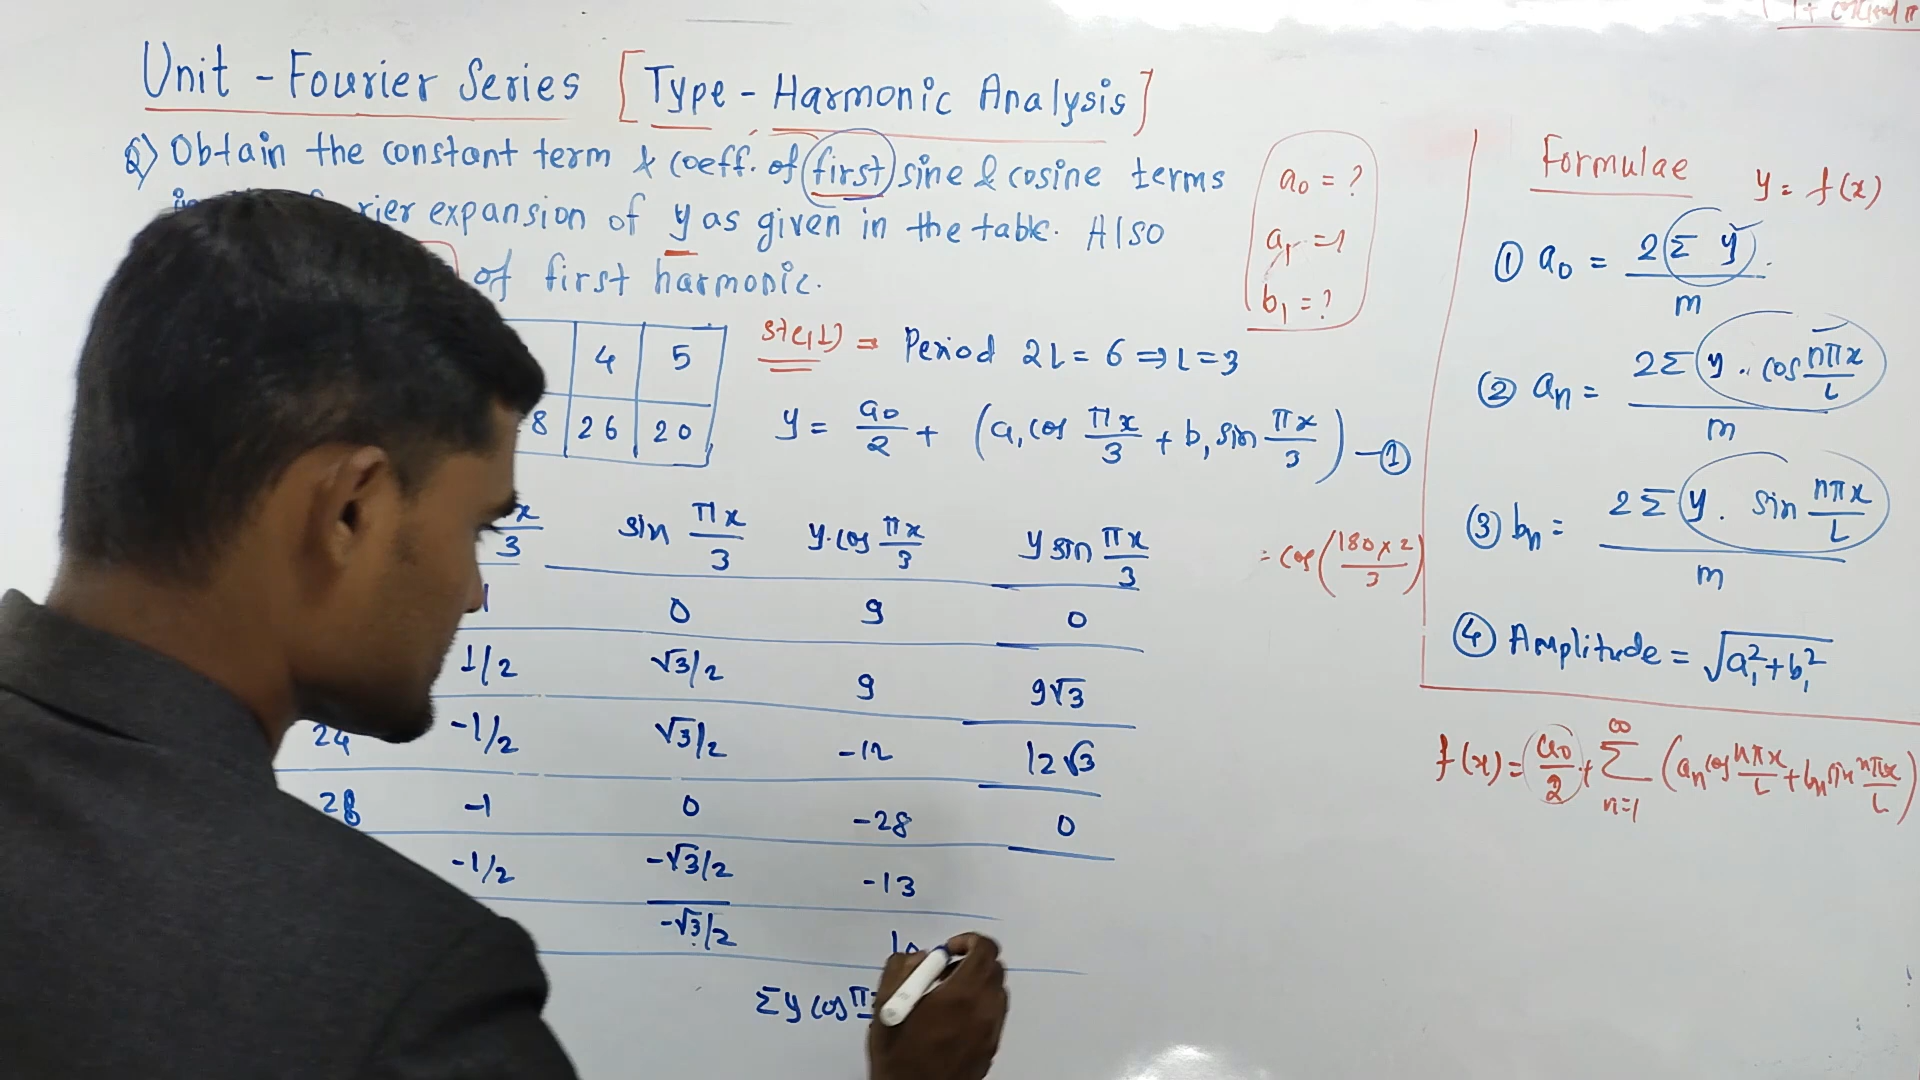 Unit - Fourier Series [Type - Harmonic Analysis]
Q) Obtain the constant term & coeff. of first sine & cosine terms
expansion of y as given in the table. Also
of first harmonic.
a₀ = ?
a₁ = ?
b₁ = ?
4 5
8 26 20
Period 2L = 6 ⇒ L = 3
y = a₀/2 + (a₁ cos πx/3 + b₁ sin πx/3) — ①
x/3 sin πx/3 y·cos πx/3 y sin πx/3
1 0 9 0
1/2 √3/2 9 9√3
24 -1/2 √3/2 -12 12√3
28 -1 0 -28 0
-1/2 -√3/2 -13
-√3/2 10
Σy cos π
= cos(180×2/3)
Formulae y = f(x)
① a₀ = 2(Σ y)/m
② aₙ = 2Σ(y · cos nπx/L)/m
③ bₙ = 2Σ(y · sin nπx/L)/m
④ Amplitude = √a₁²+b₁²
f(x) = a₀/2 + ∞Σn=1 (aₙ cos nπx/L + bₙ sin nπx/L)